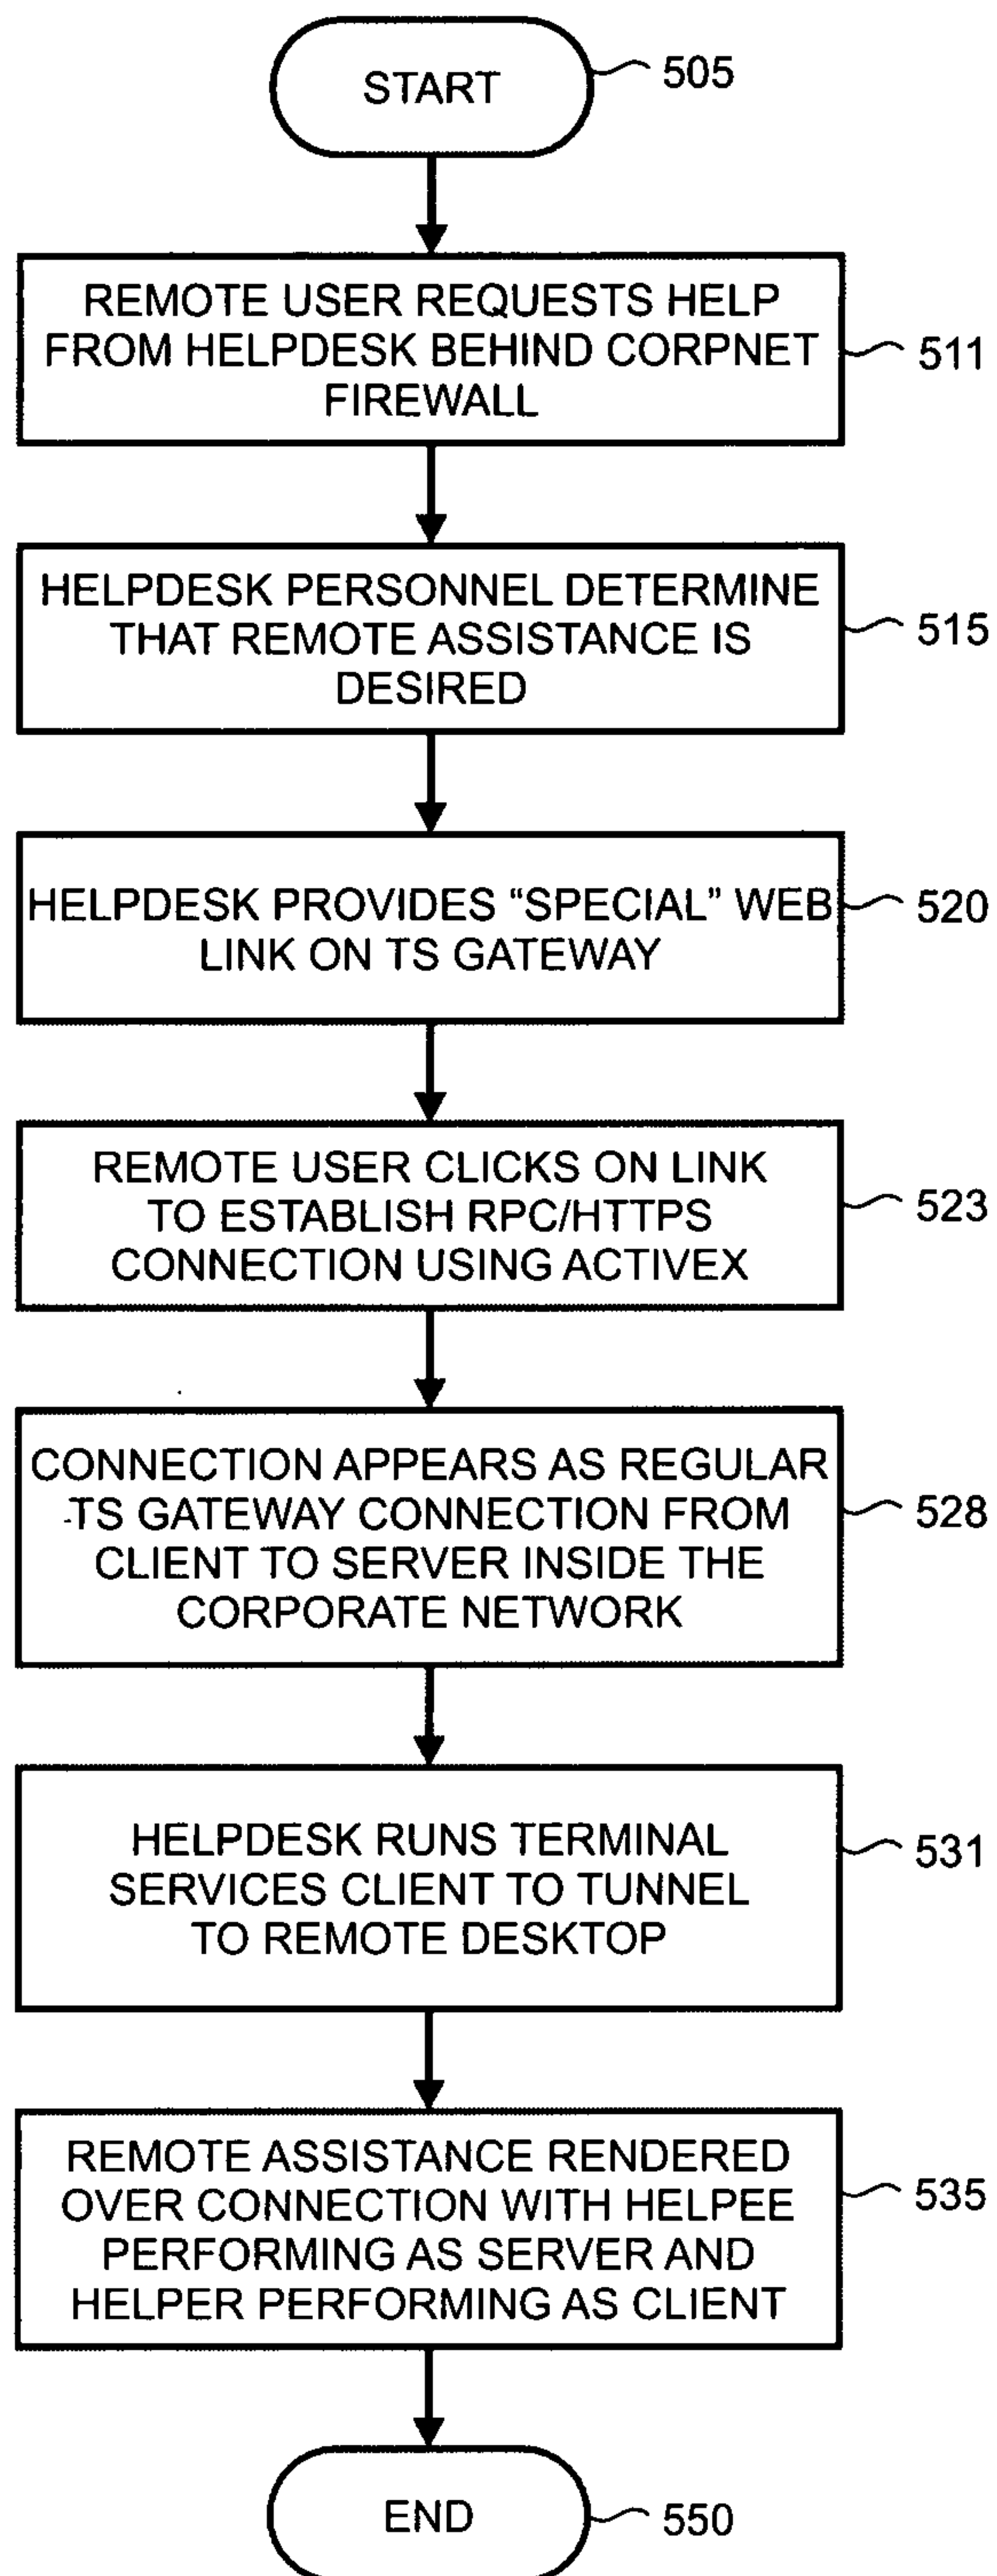 START
505
REMOTE USER REQUESTS HELP
FROM HELPDESK BEHIND CORPNET
FIREWALL
511
HELPDESK PERSONNEL DETERMINE
THAT REMOTE ASSISTANCE IS
DESIRED
515
HELPDESK PROVIDES “SPECIAL” WEB
LINK ON TS GATEWAY
520
REMOTE USER CLICKS ON LINK
TO ESTABLISH RPC/HTTPS
CONNECTION USING ACTIVEX
523
CONNECTION APPEARS AS REGULAR
TS GATEWAY CONNECTION FROM
CLIENT TO SERVER INSIDE THE
CORPORATE NETWORK
528
HELPDESK RUNS TERMINAL
SERVICES CLIENT TO TUNNEL
TO REMOTE DESKTOP
531
REMOTE ASSISTANCE RENDERED
OVER CONNECTION WITH HELPEE
PERFORMING AS SERVER AND
HELPER PERFORMING AS CLIENT
535
END
550